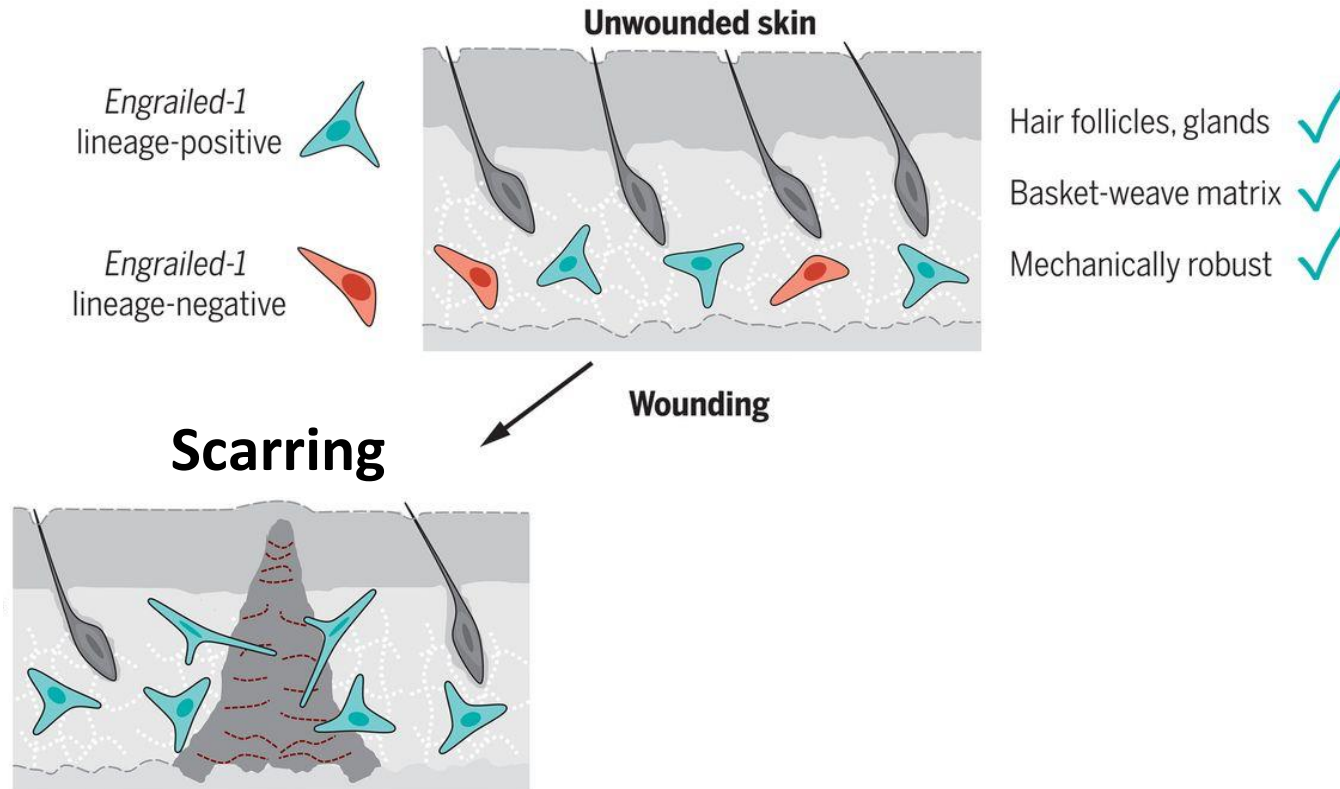 Unwounded skin
Engrailed-1
lineage-positive
Engrailed-1
lineage-negative
Hair follicles, glands
Basket-weave matrix
Mechanically robust
Wounding
Scarring